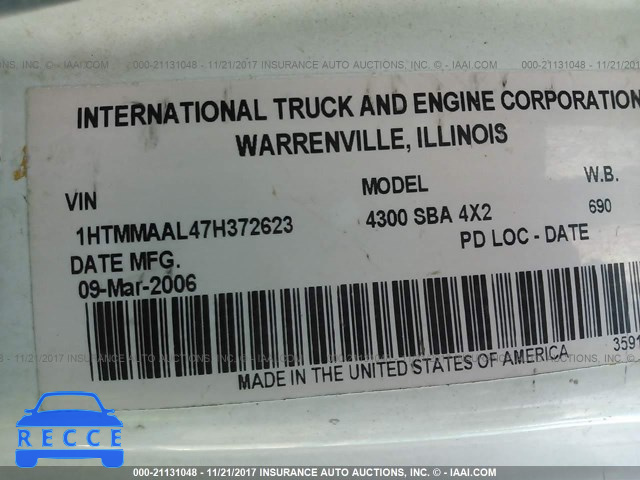 000-21131048 - 11/21/2017 INSURANCE AUTO AUCTIONS, INC. © - IAAI.COM
INTERNATIONAL TRUCK AND ENGINE CORPORATION
WARRENVILLE, ILLINOIS
VIN MODEL W.B.
1HTMMAAL47H372623 4300 SBA 4X2 690
DATE MFG. PD LOC - DATE
09-Mar-2006
3591
MADE IN THE UNITED STATES OF AMERICA
RECCE
000-21131048 - 11/21/2017 INSURANCE AUTO AUCTIONS, INC. © - IAAI.COM